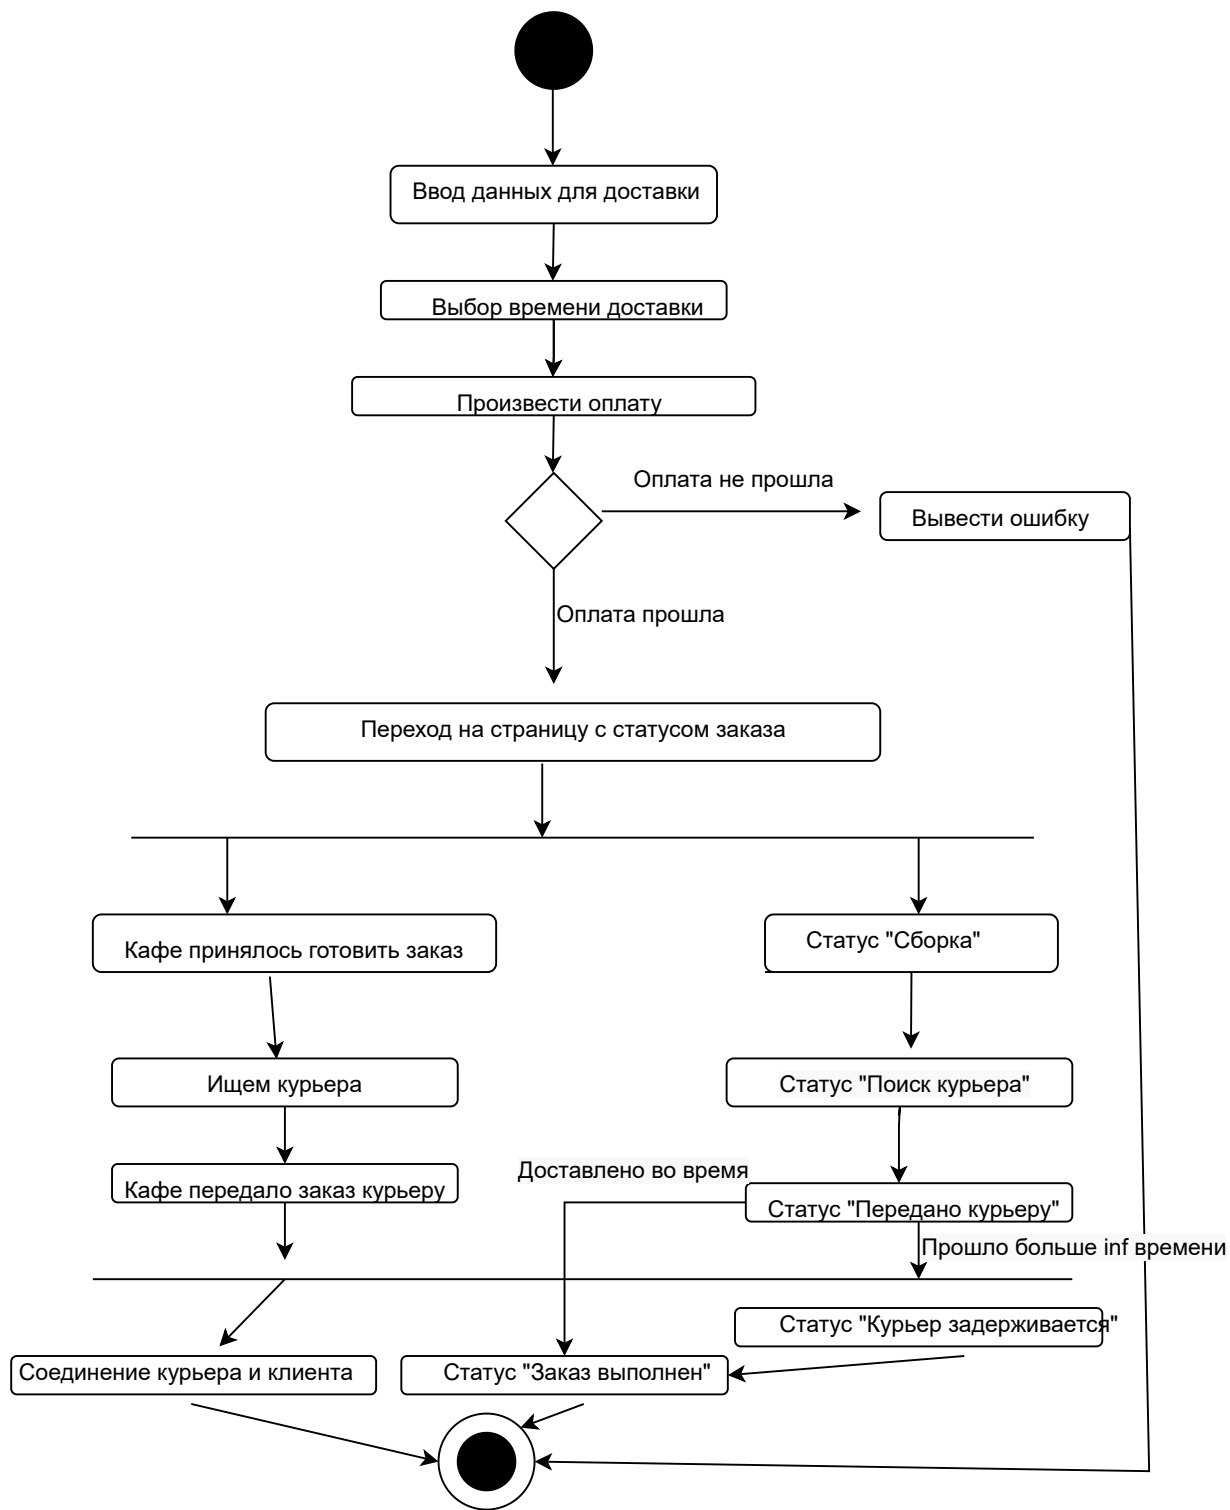 Ввод данных для доставки
Выбор времени доставки
Произвести оплату
Оплата не прошла
Вывести ошибку
Оплата прошла
Переход на страницу с статусом заказа
Кафе принялось готовить заказ
Статус "Сборка"
Ищем курьера
Статус "Поиск курьера"
Доставлено во время
Кафе передало заказ курьеру
Статус "Передано курьеру"
Прошло больше inf времени
Статус "Курьер задерживается"
Соединение курьера и клиента
Статус "Заказ выполнен"